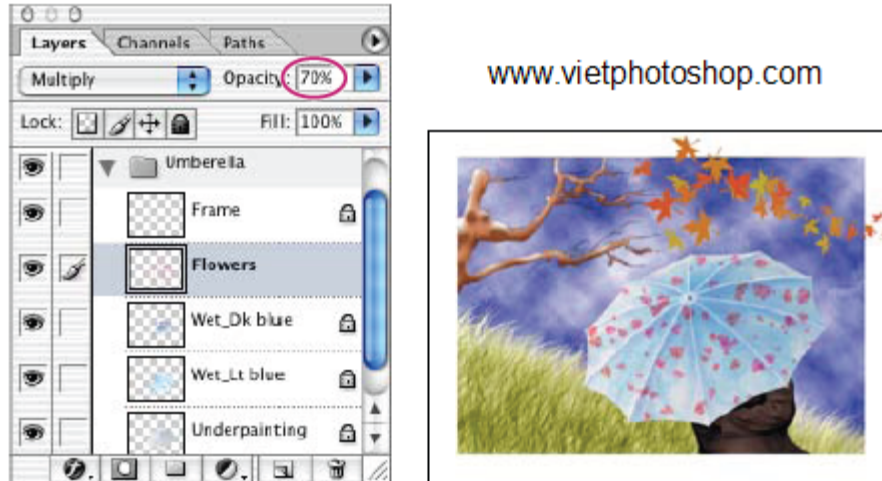 Layers Channels Paths
Multiply Opacity: 70%
Lock: Fill: 100%
Umberella
Frame
Flowers
Wet_Dk blue
Wet_Lt blue
Underpainting
www.vietphotoshop.com